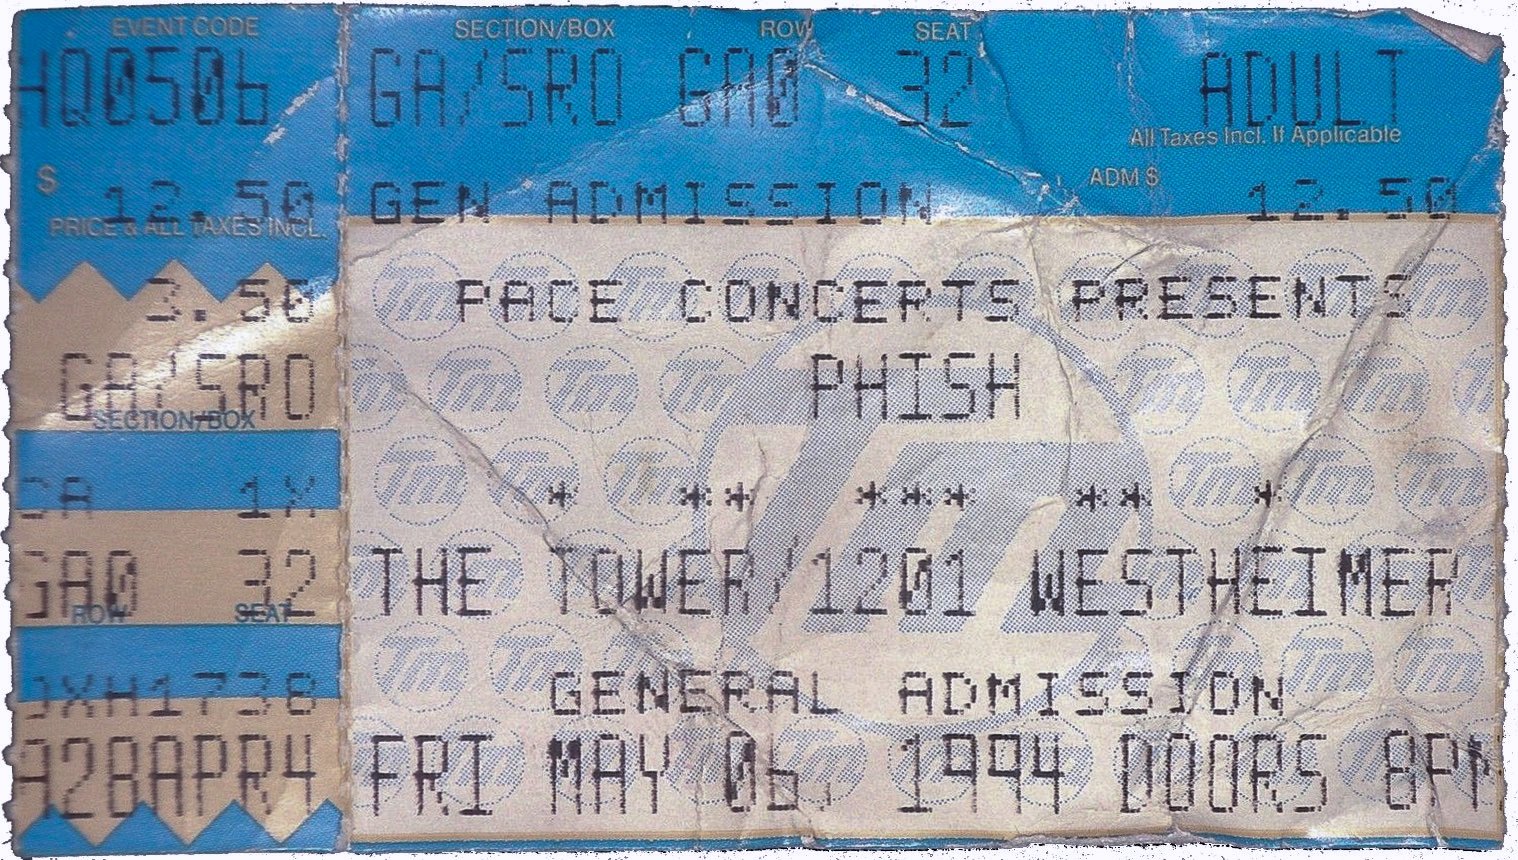 EVENT CODE
HQ0506
$ 12.50
PRICE & ALL TAXES INCL.
3.50
GA/SRO
SECTION/BOX
CA 1X
GA0 32
ROW SEAT
XH1738
A28APR4
SECTION/BOX ROW SEAT
GA/SRO GA0 32 ADULT
All Taxes Incl. If Applicable
ADM $
GEN ADMISSION 12.50
PACE CONCERTS PRESENTS
PHISH
* ** *** ** *
THE TOWER/1201 WESTHEIMER
GENERAL ADMISSION
FRI MAY 06, 1994 DOORS 8PM